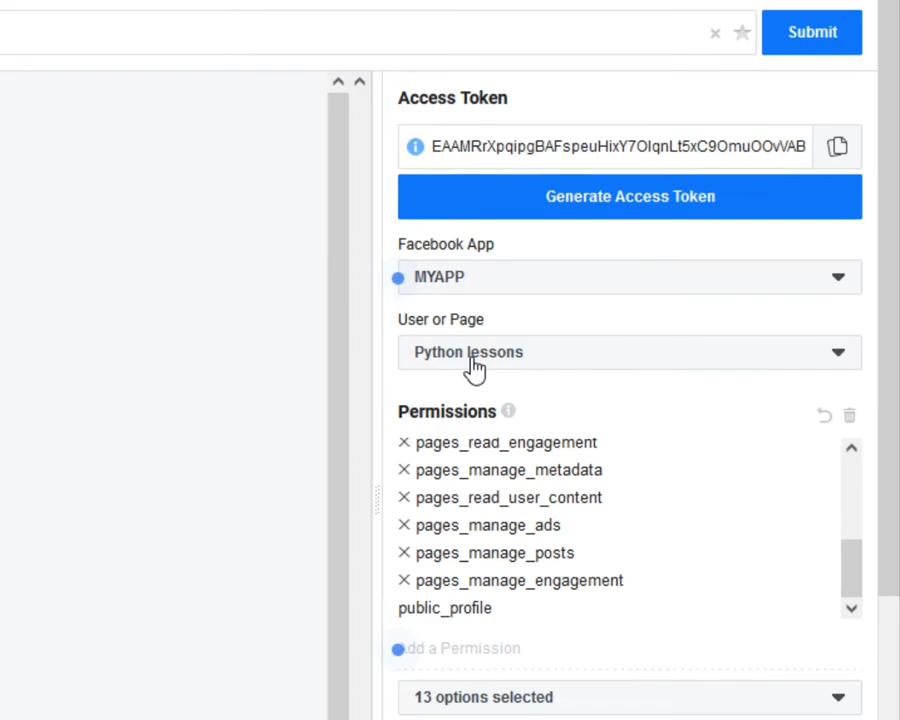 Submit
Access Token
EAAMRrXpqipgBAFspeuHixY7OIqnLt5xC9OmuOOvVAB
Generate Access Token
Facebook App
MYAPP
User or Page
Python lessons
Permissions
pages_read_engagement
pages_manage_metadata
pages_read_user_content
pages_manage_ads
pages_manage_posts
pages_manage_engagement
public_profile
Add a Permission
13 options selected